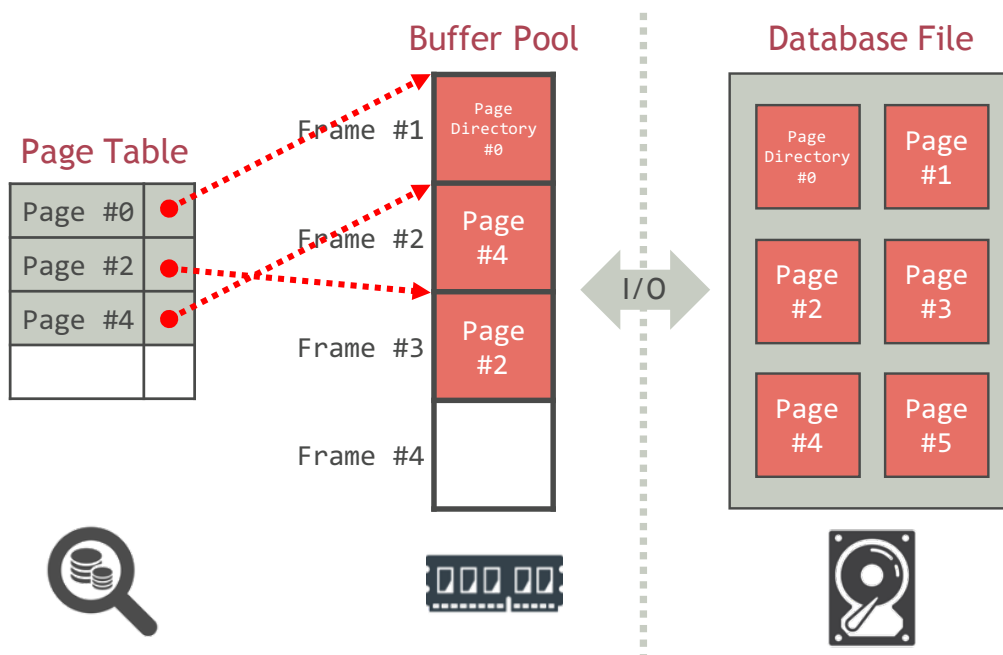 Buffer Pool
Database File
Page Table
Page #0
Page #2
Page #4
Frame #1
Frame #2
Frame #3
Frame #4
Page
Directory
#0
Page
#4
Page
#2
I/O
Page
Directory
#0
Page
#1
Page
#2
Page
#3
Page
#4
Page
#5